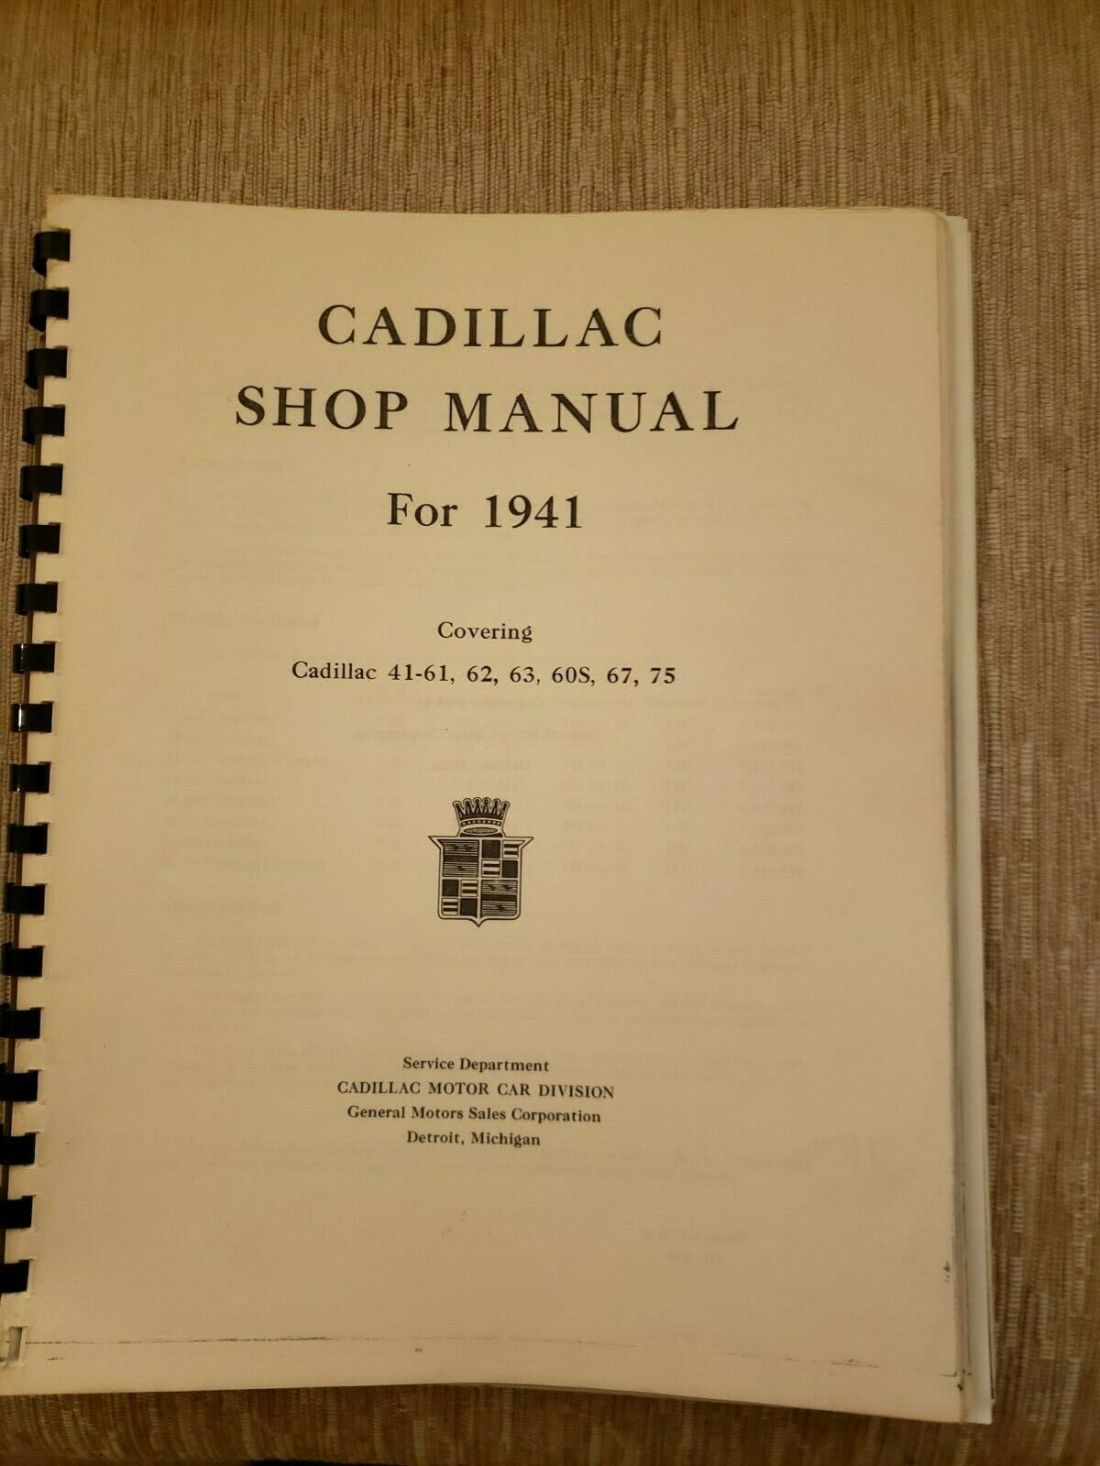 CADILLAC
SHOP MANUAL
For 1941
Covering
Cadillac 41-61, 62, 63, 60S, 67, 75
Service Department
CADILLAC MOTOR CAR DIVISION
General Motors Sales Corporation
Detroit, Michigan